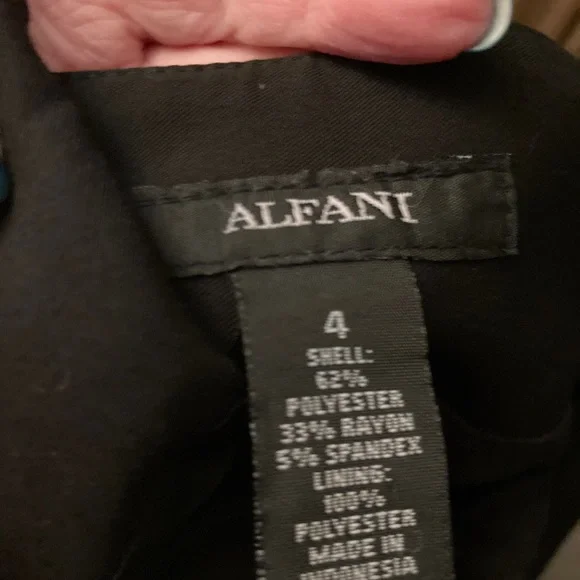 ALFANI
4
SHELL:
62%
POLYESTER
33% RAYON
5% SPANDEX
LINING:
100%
POLYESTER
MADE IN
INDONESIA